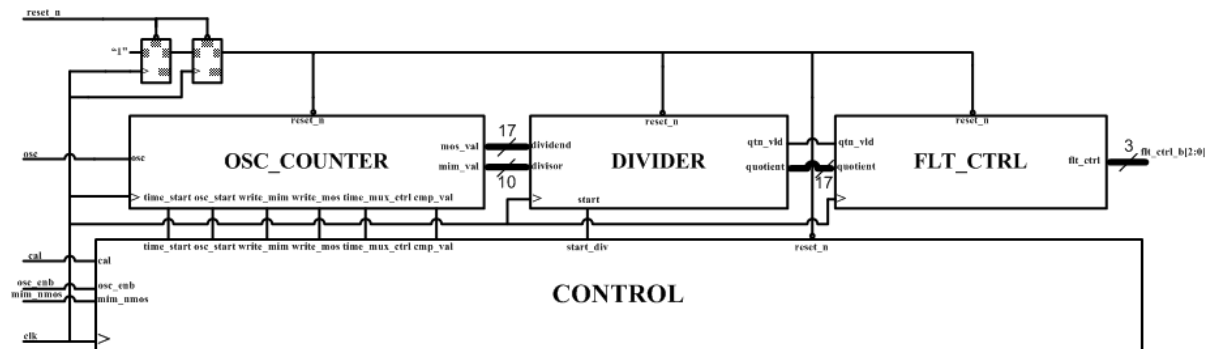 reset_n
“1”
reset_n reset_n reset_n
17 mos_val dividend qtn_vld qtn_vld 3
osc osc OSC_COUNTER DIVIDER FLT_CTRL flt_ctrl flt_ctrl_b[2:0]
mim_val divisor quotient quotient
10 17
time_start osc_start write_mim write_mos time_mux_ctrl cmp_val start
time_start osc_start write_mim write_mos time_mux_ctrl cmp_val start_div reset_n
cal cal
osc_enb osc_enb
mim_nmos mim_nmos
CONTROL
clk